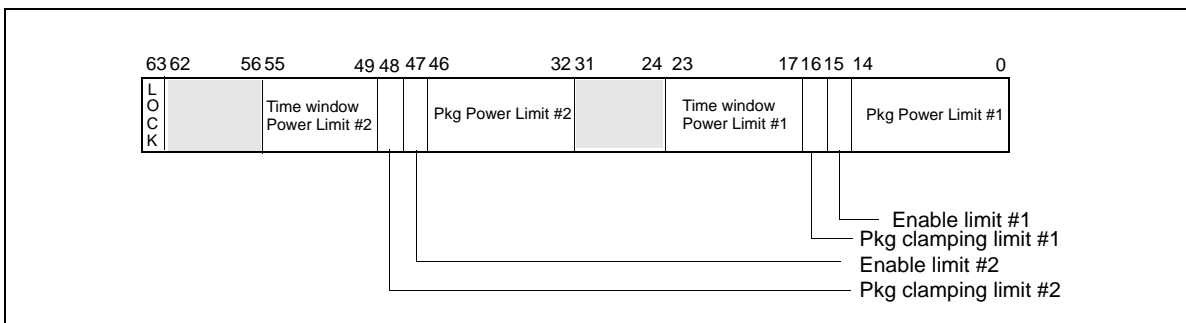 63 62 56 55 49 48 47 46 32 31 24 23 17 16 15 14 0
L
O
C
K
Time window
Power Limit #2
Pkg Power Limit #2
Time window
Power Limit #1
Pkg Power Limit #1
Enable limit #1
Pkg clamping limit #1
Enable limit #2
Pkg clamping limit #2